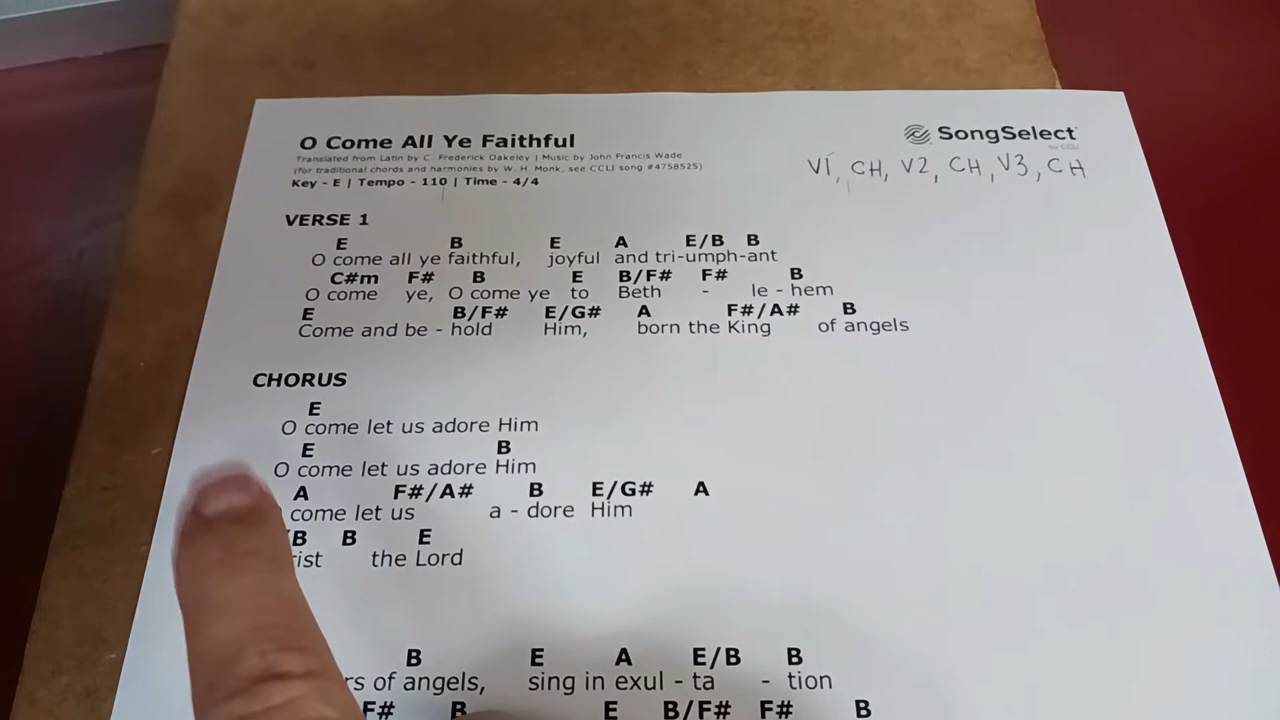 O Come All Ye Faithful
SongSelect
by CCLI
Translated from Latin by C. Frederick Oakeley | Music by John Francis Wade
(for traditional chords and harmonies by W. H. Monk, see CCLI song #4758525)
Key - E | Tempo - 110 | Time - 4/4
V1, CH, V2, CH, V3, CH
VERSE 1
E B E A E/B B
O come all ye faithful, joyful and tri-umph-ant
C#m F# B E B/F# F# B
O come ye, O come ye to Beth - le - hem
E B/F# E/G# A F#/A# B
Come and be - hold Him, born the King of angels
CHORUS
E
O come let us adore Him
E B
O come let us adore Him
A F#/A# B E/G# A
come let us a - dore Him
/B B E
rist the Lord
B E A E/B B
rs of angels, sing in exul - ta - tion
F# B E B/F# F# B